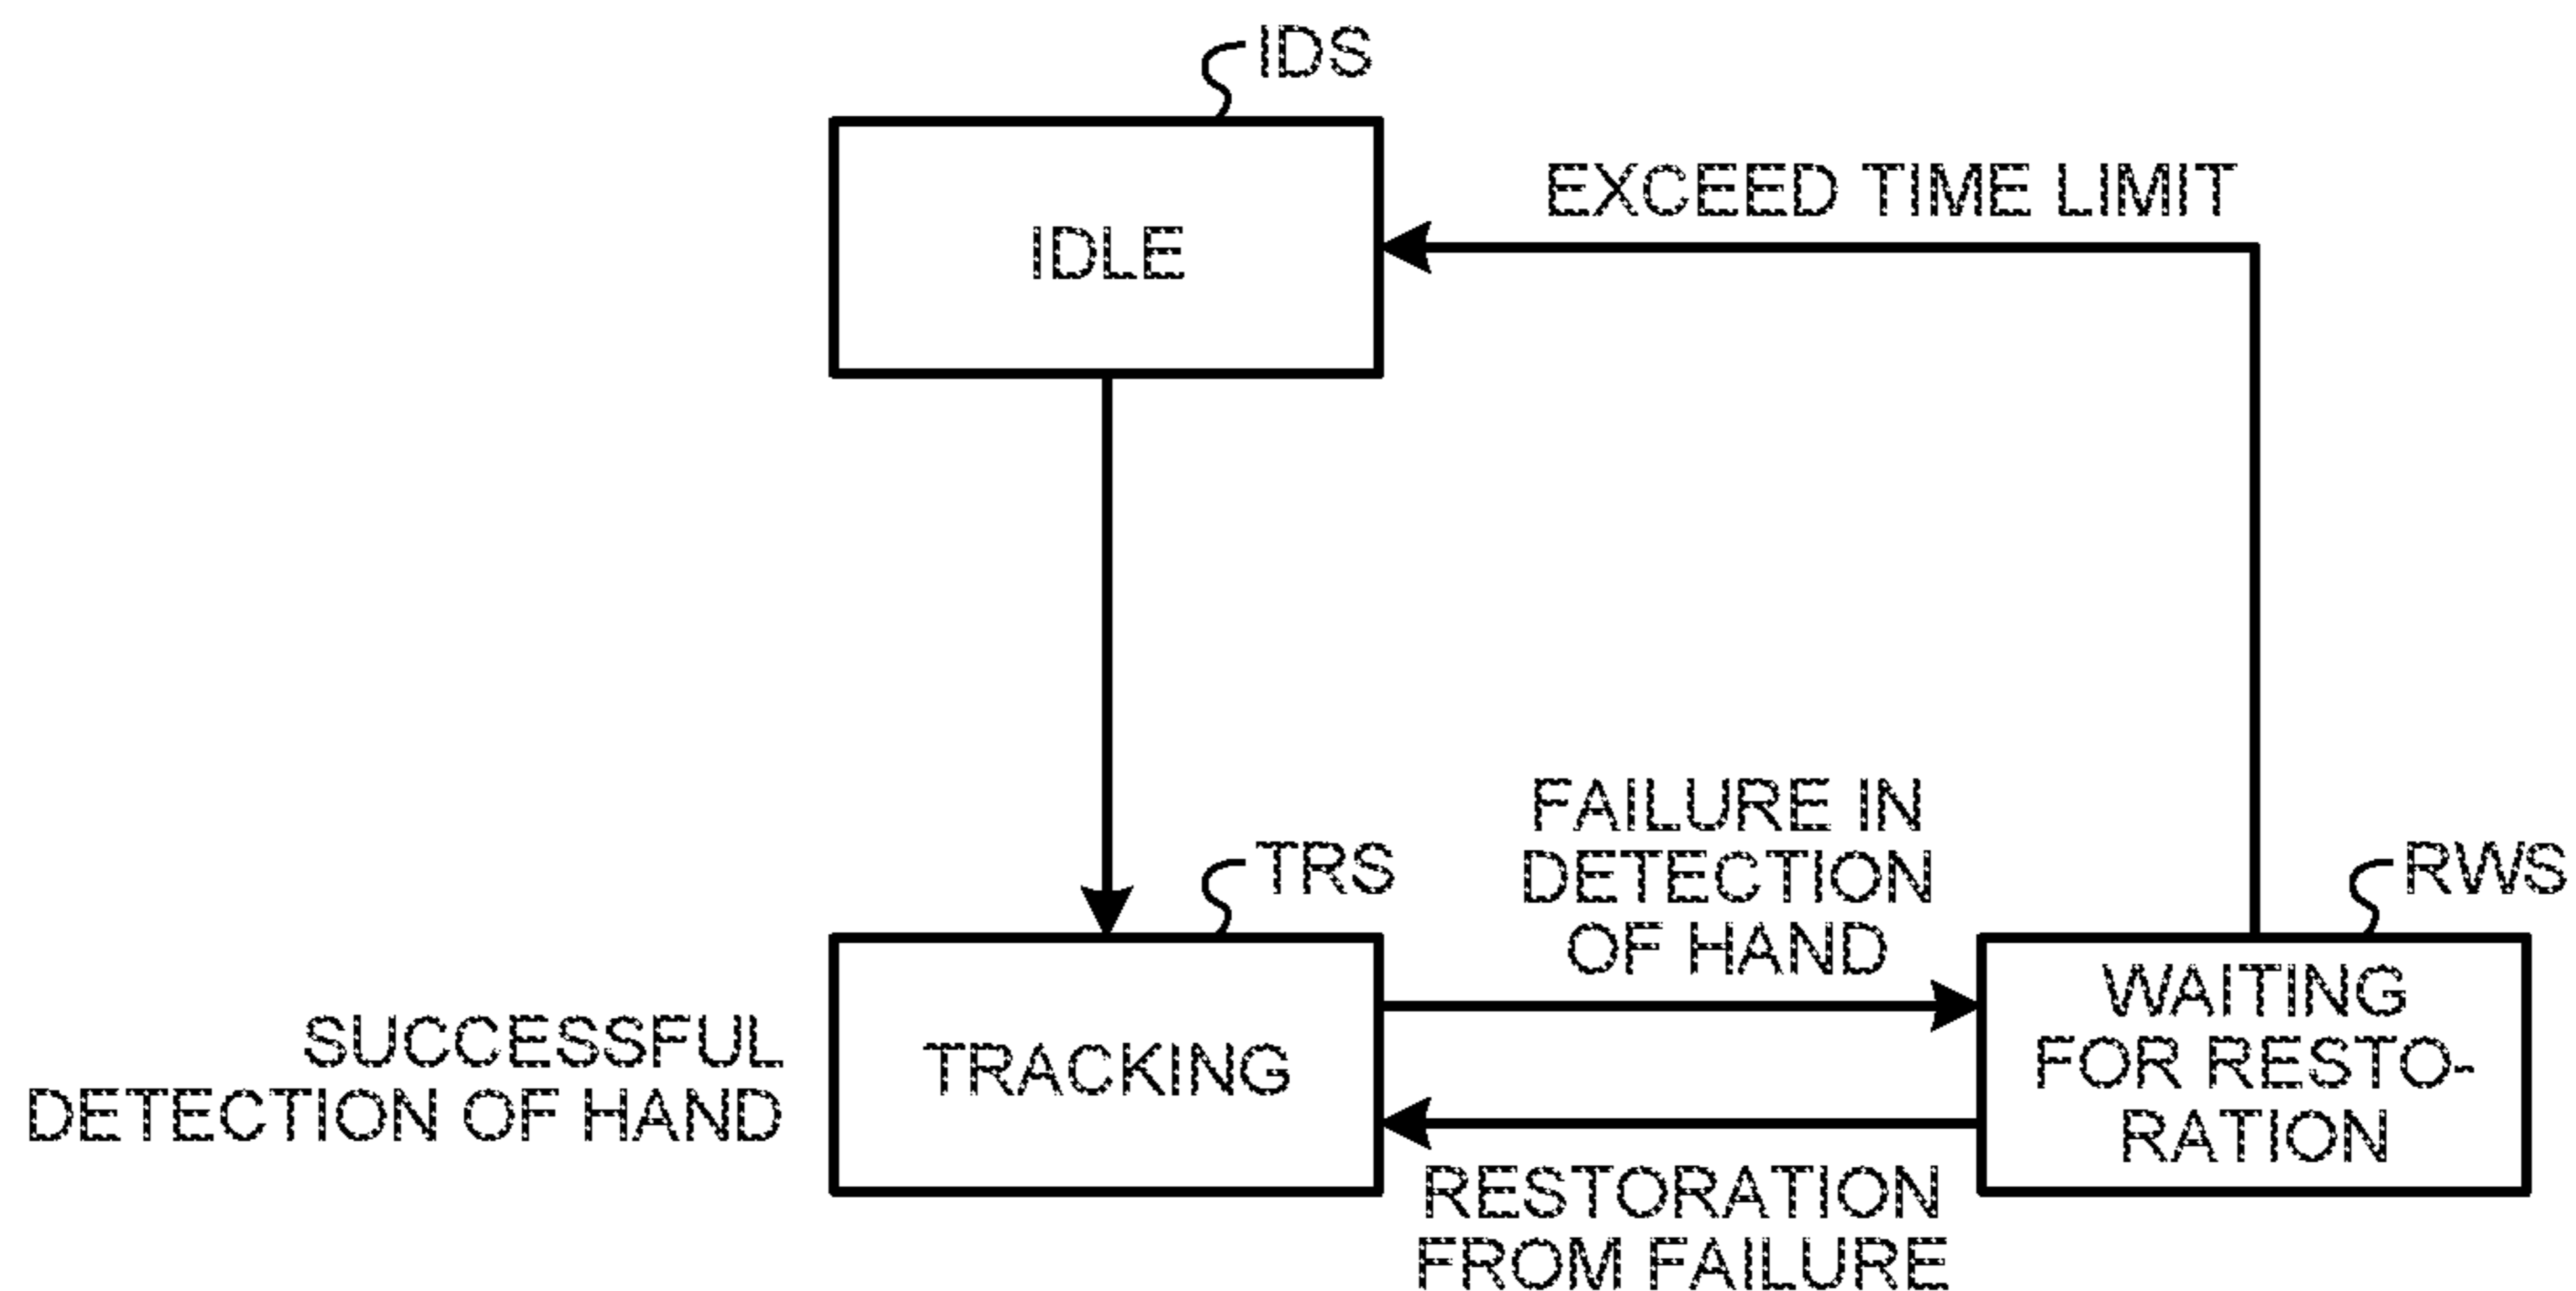 IDS
IDLE
EXCEED TIME LIMIT
TRS
FAILURE IN
DETECTION
OF HAND
RWS
SUCCESSFUL
DETECTION OF HAND
TRACKING
WAITING
FOR RESTO-
RATION
RESTORATION
FROM FAILURE